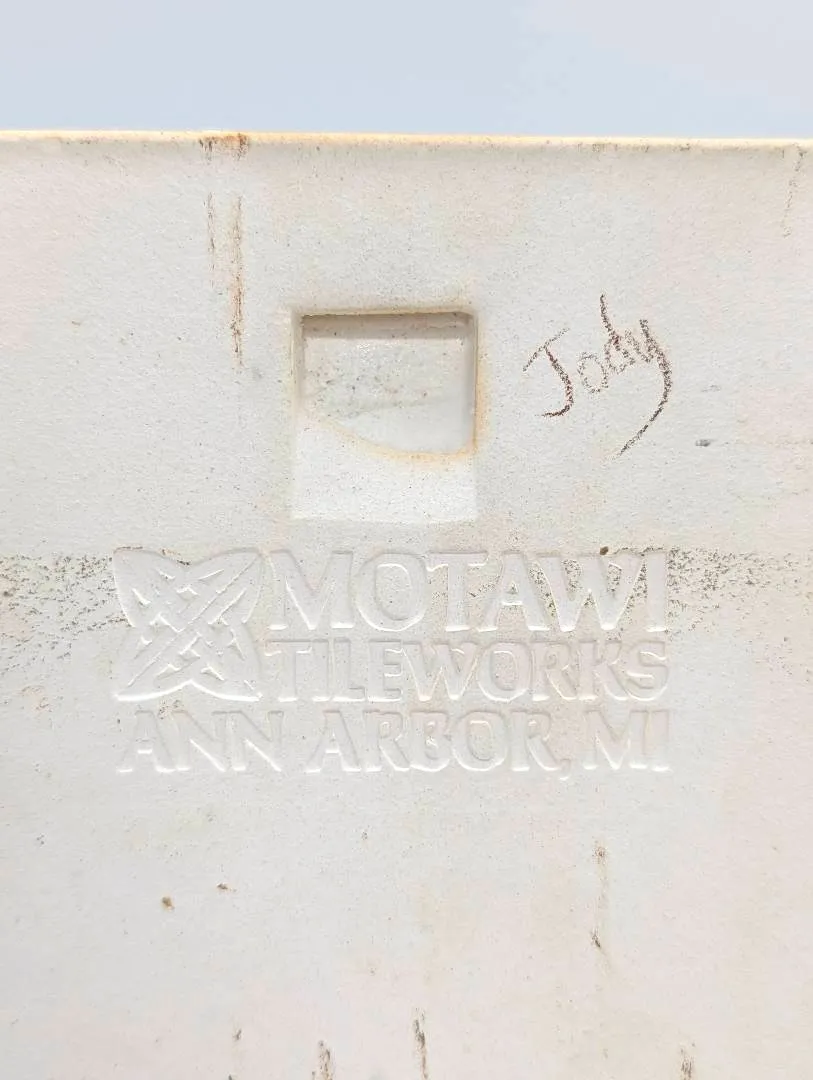 Jody
MOTAWI
TILEWORKS
ANN ARBOR, MI